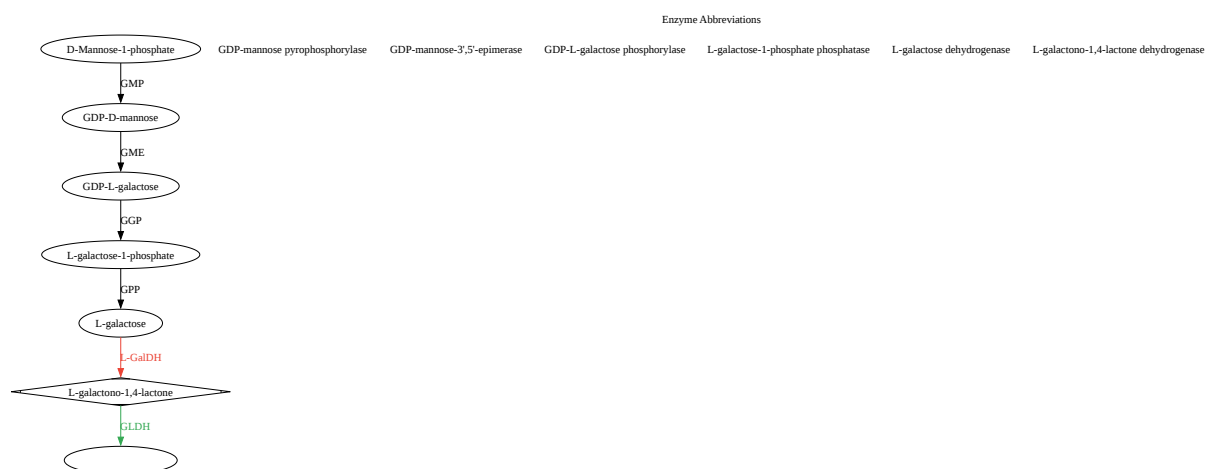 Enzyme Abbreviations
D-Mannose-1-phosphate
GDP-mannose pyrophosphorylase
GDP-mannose-3',5'-epimerase
GDP-L-galactose phosphorylase
L-galactose-1-phosphate phosphatase
L-galactose dehydrogenase
L-galactono-1,4-lactone dehydrogenase
GMP
GDP-D-mannose
GME
GDP-L-galactose
GGP
L-galactose-1-phosphate
GPP
L-galactose
L-GalDH
L-galactono-1,4-lactone
GLDH